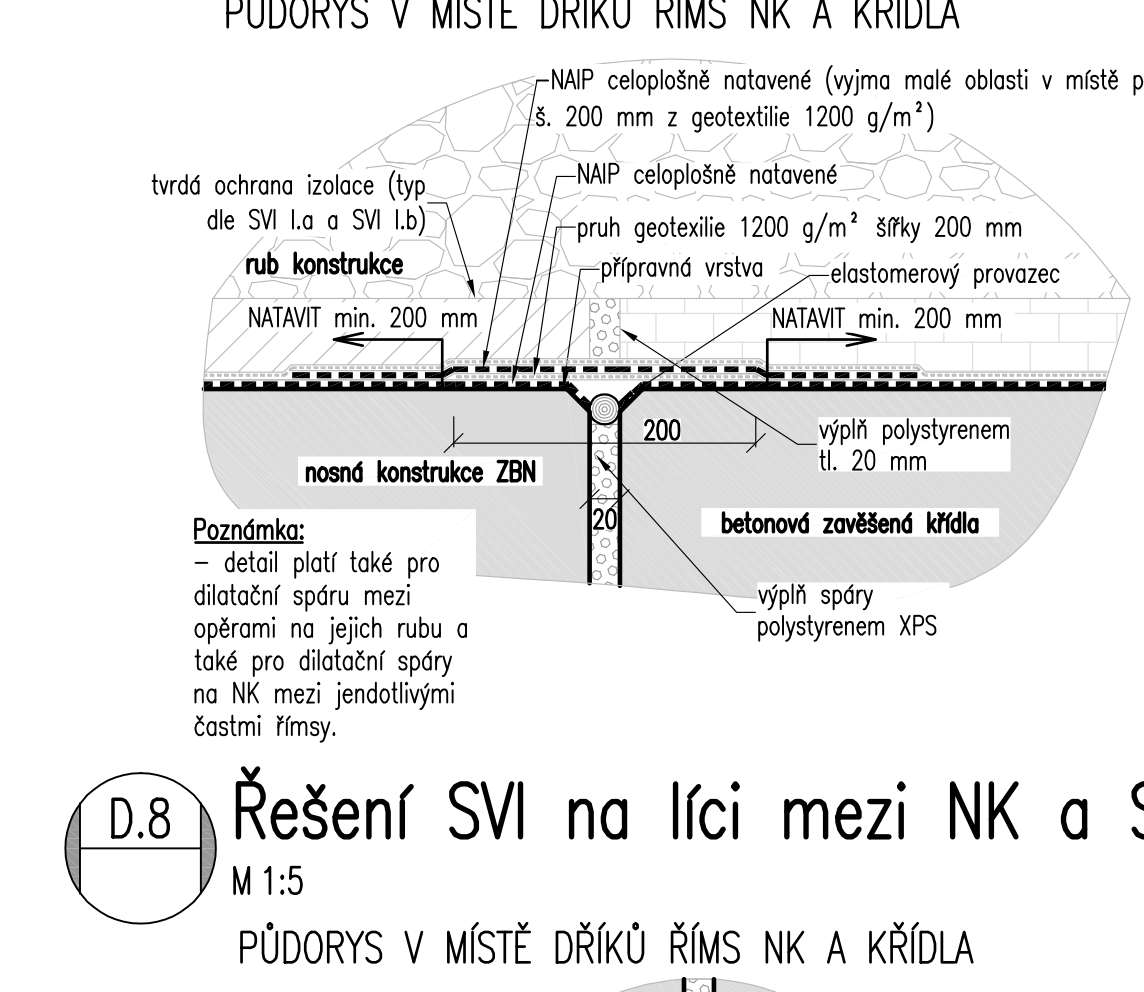 PŮDORYS V MÍSTĚ DŘÍKŮ ŘÍMS NK A KŘÍDLA
NAIP celoplošně natavené (vyjma malé oblasti v místě
š. 200 mm z geotextilie 1200 g/m²)
tvrdá ochrana izolace (typ
dle SVI I.a a SVI I.b)
NAIP celoplošně natavené
pruh geotexilie 1200 g/m² šířky 200 mm
rub konstrukce
přípravná vrstva
elastomerový provazec
NATAVIT min. 200 mm
NATAVIT min. 200 mm
200
výplň polystyrenem
tl. 20 mm
nosná konstrukce ZBN
20
betonová zavěšená křídla
Poznámka:
– detail platí také pro
dilatační spáru mezi
opěrami na jejich rubu a
také pro dilatační spáry
na NK mezi jendotlivými
částmi římsy.
výplň spáry
polystyrenem XPS
D.8
Řešení SVI na líci mezi NK a
M 1:5
PŮDORYS V MÍSTĚ DŘÍKŮ ŘÍMS NK A KŘÍDLA